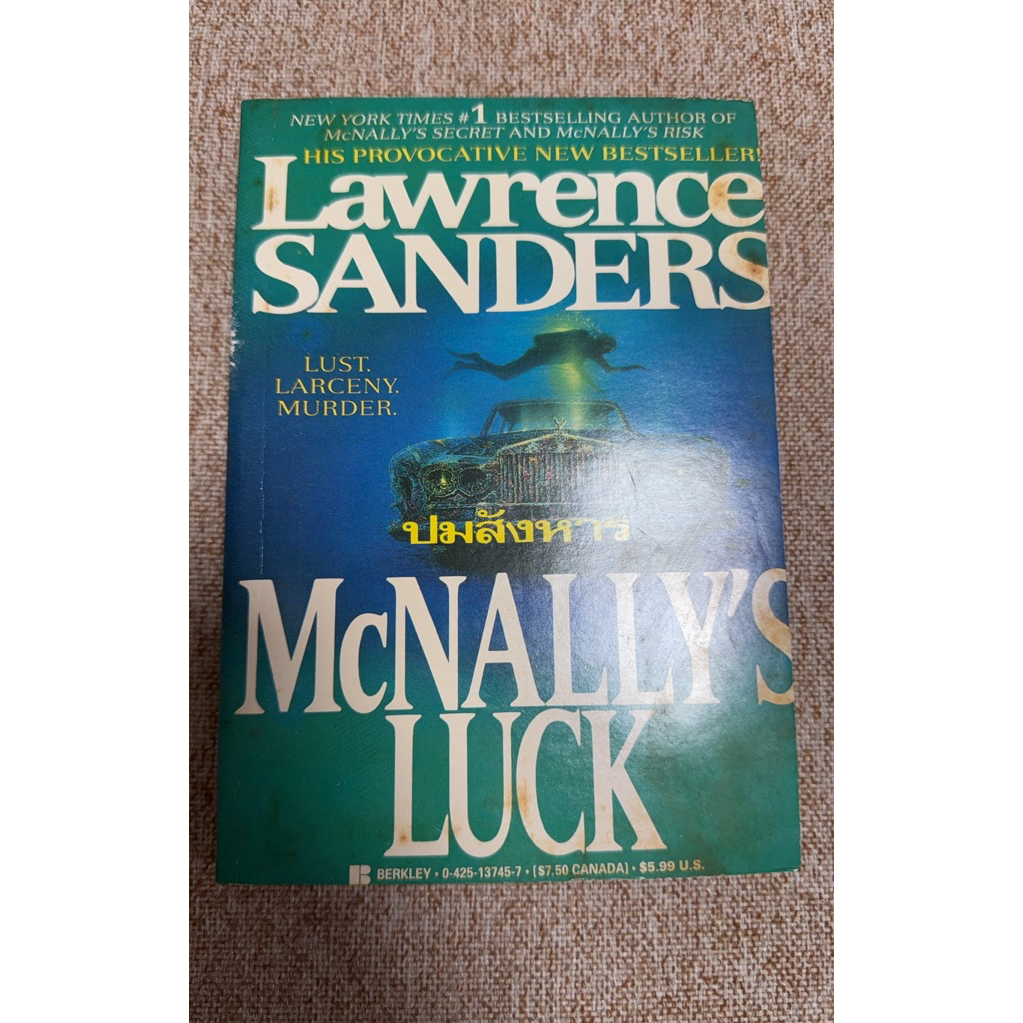 NEW YORK TIMES #1 BESTSELLING AUTHOR OF
McNALLY'S SECRET AND McNALLY'S RISK
HIS PROVOCATIVE NEW BESTSELLER!
Lawrence
SANDERS
LUST.
LARCENY.
MURDER.
ปมสังหาร
McNALLY'S
LUCK
B BERKLEY • 0-425-13745-7 • [$7.50 CANADA] • $5.99 U.S.